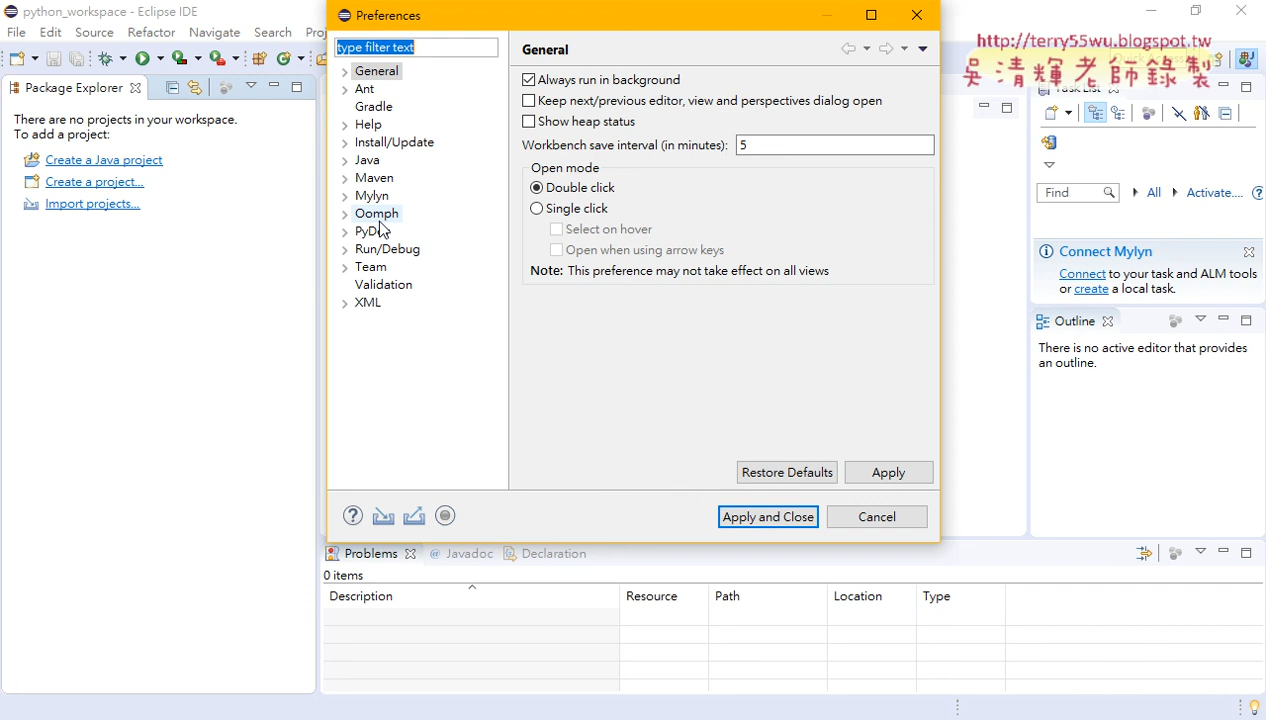 python_workspace - Eclipse IDE
File Edit Source Refactor Navigate Search
Package Explorer
There are no projects in your workspace.
To add a project:
Create a Java project
Create a project...
Import projects...
Preferences
type filter text
General
Ant
Gradle
Help
Install/Update
Java
Maven
Mylyn
Oomph
Run/Debug
Team
Validation
XML
General
Always run in background
Keep next/previous editor, view and perspectives dialog open
Show heap status
Workbench save interval (in minutes): 5
Open mode
Double click
Single click
Select on hover
Open when using arrow keys
Note: This preference may not take effect on all views
Restore Defaults Apply
Apply and Close Cancel
http://terry55wu.blogspot.tw
吳清輝老師錄製
Find All Activate...
Connect Mylyn
Connect to your task and ALM tools
or create a local task.
Outline
There is no active editor that provides
an outline.
Problems @ Javadoc Declaration
0 items
Description Resource Path Location Type